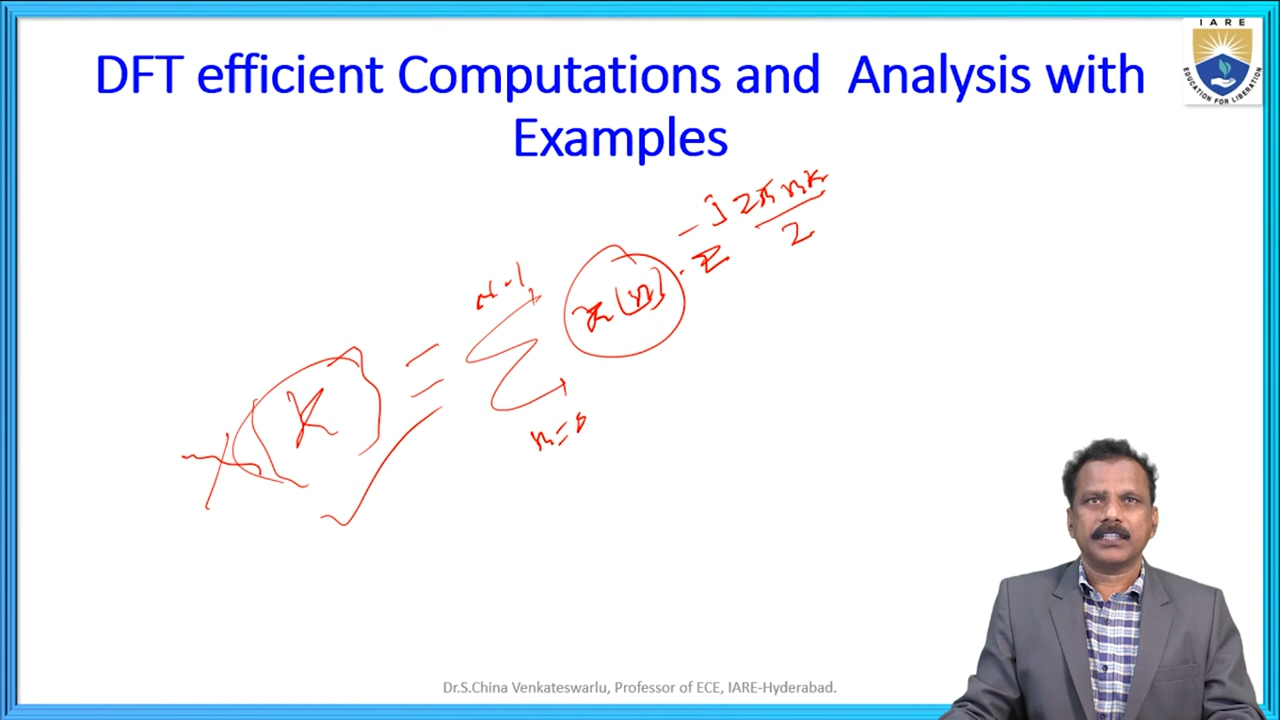 IARE
EDUCATION FOR LIBERATION
DFT efficient Computations and Analysis with
Examples
X(K) = Σ x(n) . e
N-1
n=0
-j 2πnk
2
Dr.S.China Venkateswarlu, Professor of ECE, IARE-Hyderabad.